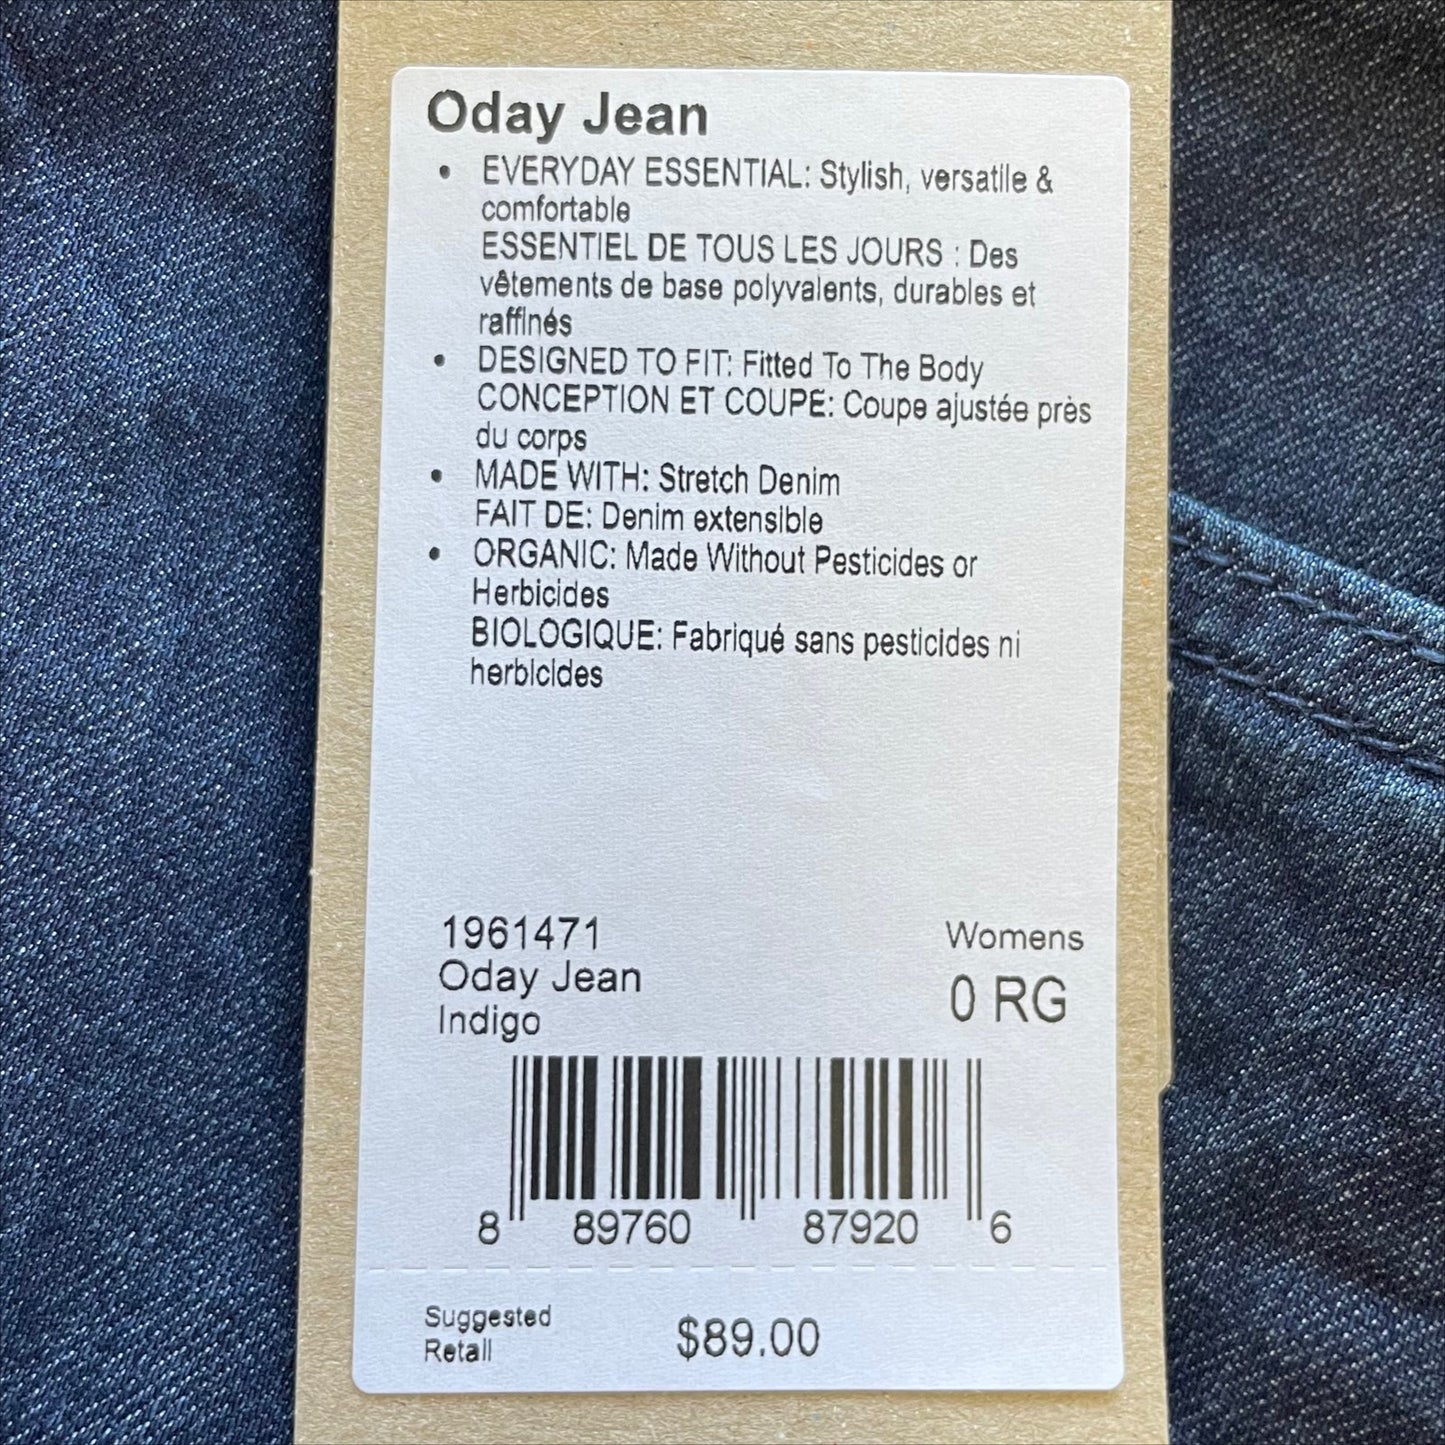 Oday Jean
• EVERYDAY ESSENTIAL: Stylish, versatile &
comfortable
ESSENTIEL DE TOUS LES JOURS : Des
vêtements de base polyvalents, durables et
raffinés
• DESIGNED TO FIT: Fitted To The Body
CONCEPTION ET COUPE: Coupe ajustée près
du corps
• MADE WITH: Stretch Denim
FAIT DE: Denim extensible
• ORGANIC: Made Without Pesticides or
Herbicides
BIOLOGIQUE: Fabriqué sans pesticides ni
herbicides
1961471
Oday Jean
Indigo
Womens
0 RG
8 89760 87920 6
Suggested
Retail
$89.00